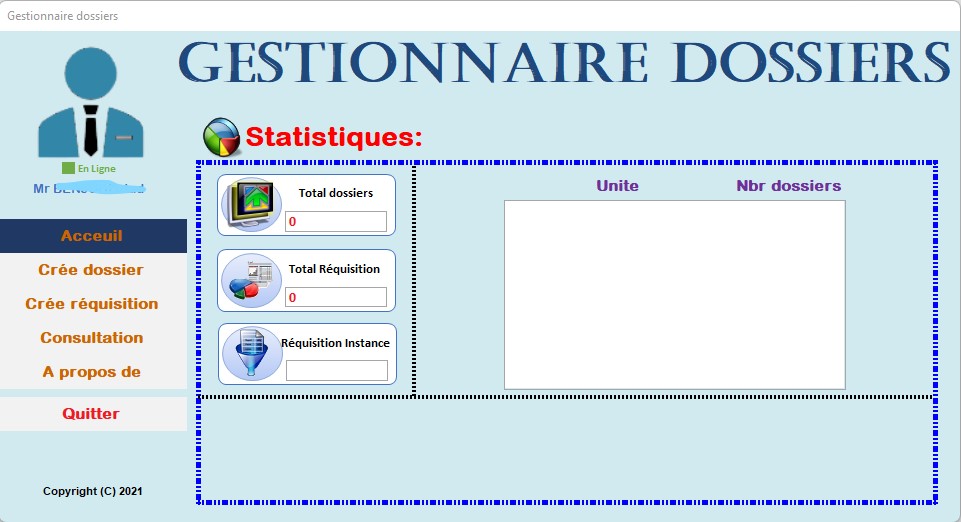 Gestionnaire dossiers
GESTIONNAIRE DOSSIERS
En Ligne
Mr
Acceuil
Crée dossier
Crée réquisition
Consultation
A propos de
Quitter
Copyright (C) 2021
Statistiques:
Total dossiers
0
Total Réquisition
0
Réquisition Instance
Unite
Nbr dossiers